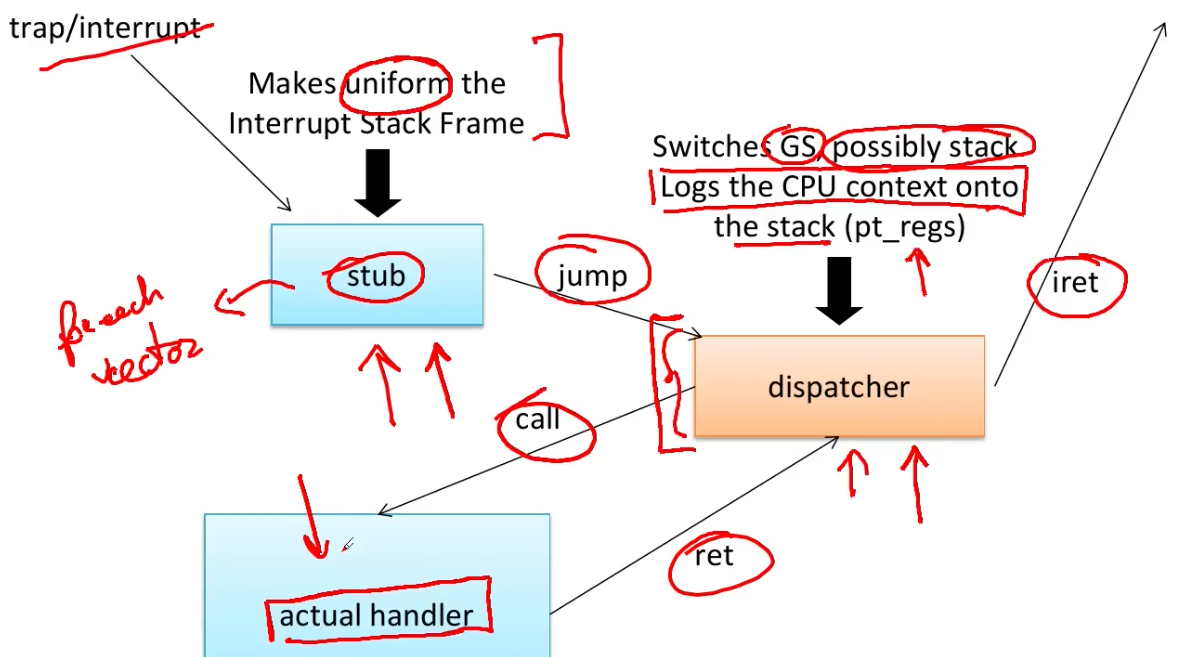 trap/interrupt
Makes uniform the
Interrupt Stack Frame
Switches GS, possibly stack
Logs the CPU context onto
the stack (pt_regs)
stub
jump
iret
for each
vector
dispatcher
call
ret
actual handler